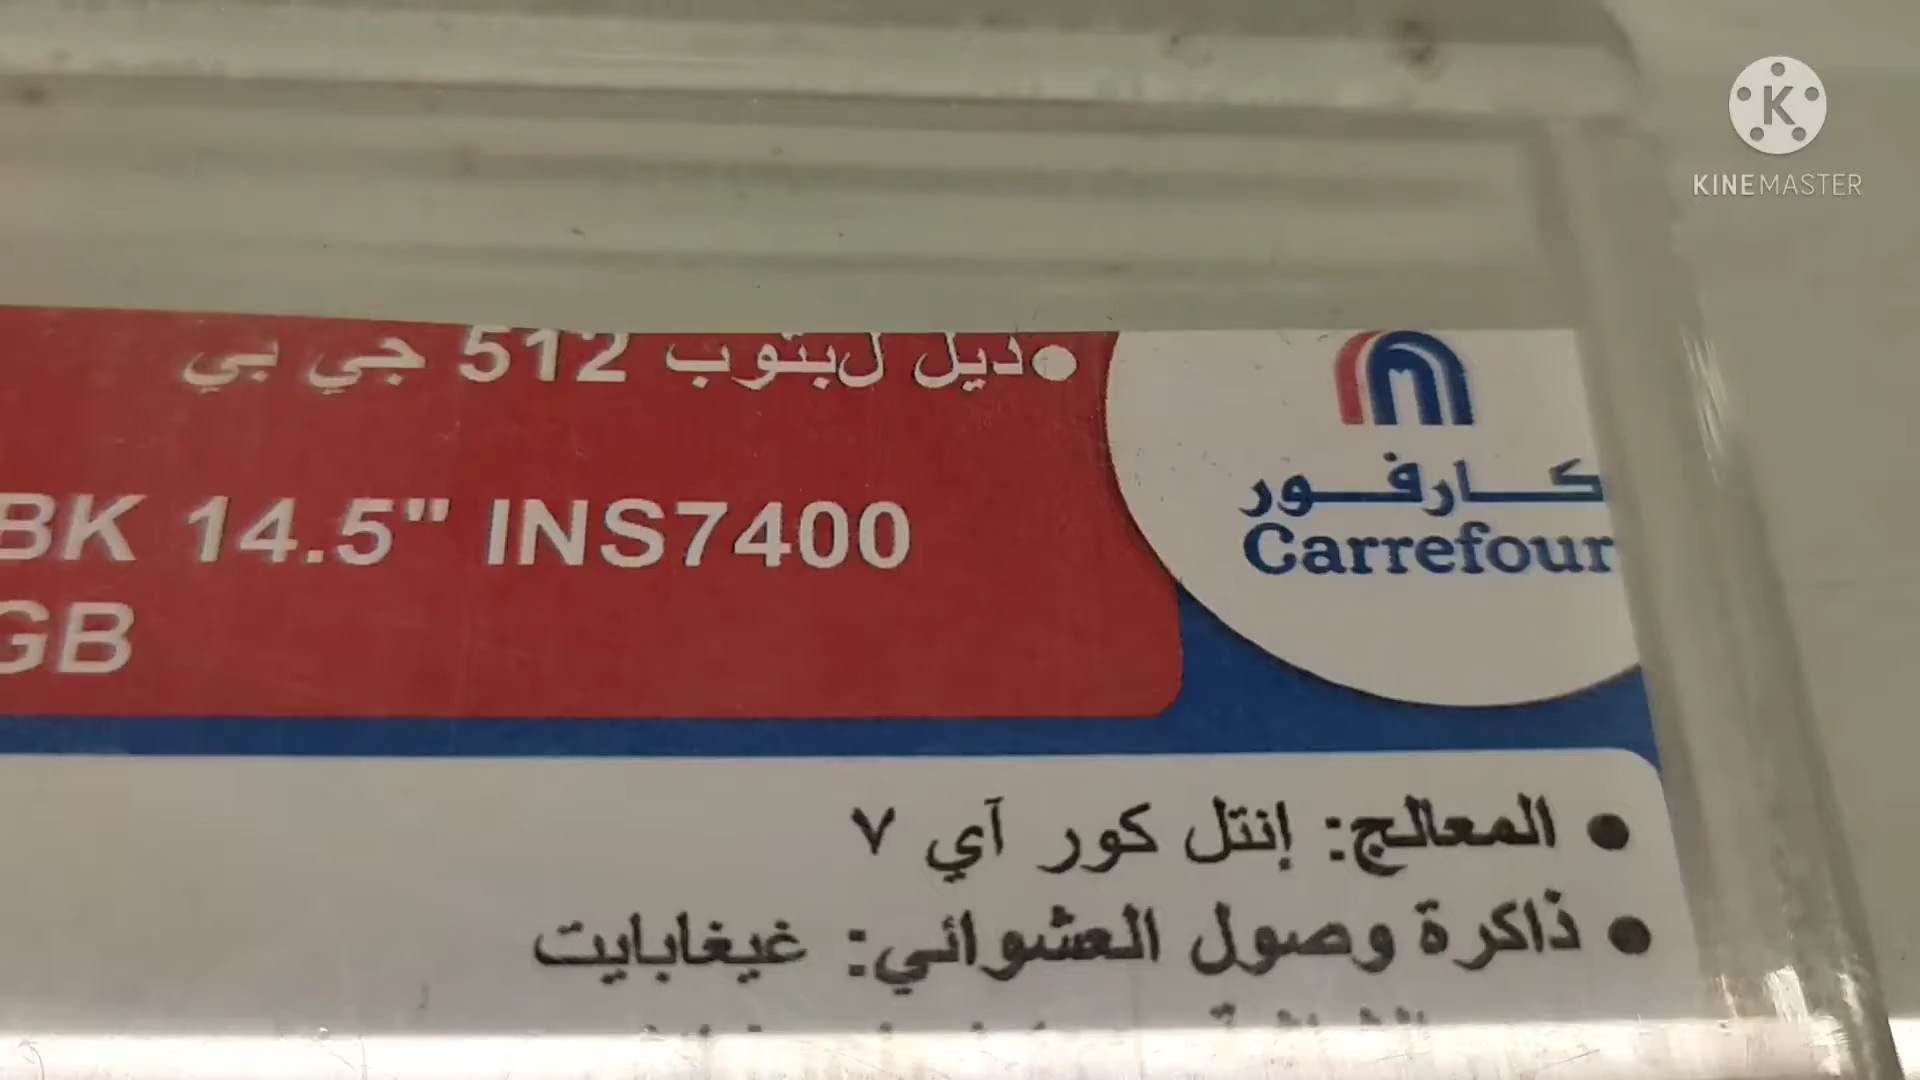 K
KINEMASTER
ديل لبتوب 512 جي بي
BK 14.5" INS7400
GB
كارفور
Carrefour
• المعالج: إنتل كور آي ٧
• ذاكرة وصول العشوائي: غيغابايت